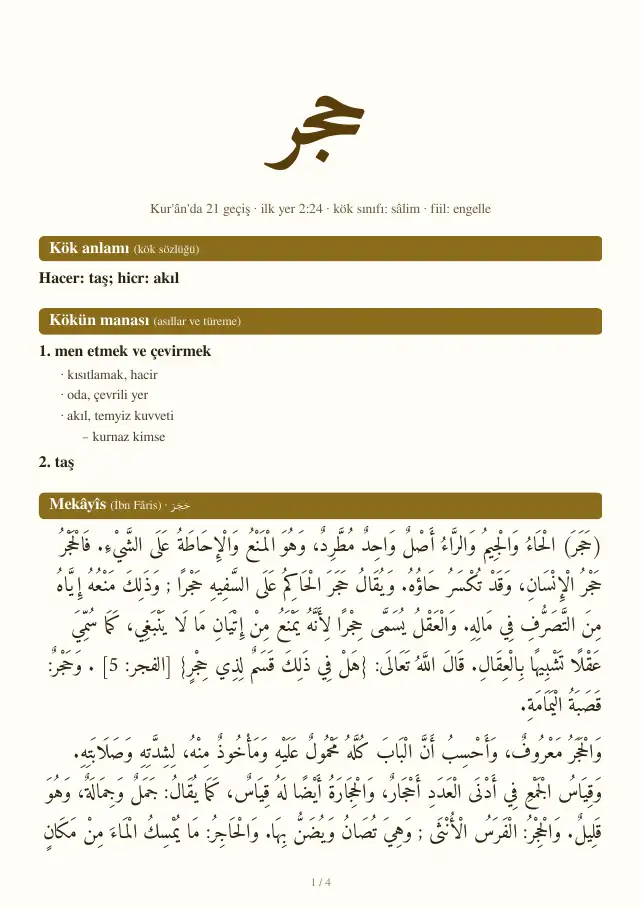 حجر
Kur'ân'da 21 geçiş · ilk yer 2:24 · kök sınıfı: sâlim · fiil: engelle
Kök anlamı (kök sözlüğü)
Hacer: taş; hicr: akıl
Kökün manası (asıllar ve türeme)
1. men etmek ve çevirmek
· kısıtlamak, hacir
· oda, çevrili yer
· akıl, temyiz kuvveti
– kurnaz kimse
2. taş
Mekâyîs (İbn Fâris) · حَجَرَ
(حَجَرَ) الْحَاءُ وَالْجِيمُ وَالرَّاءُ أَصْلٌ وَاحِدٌ مُطَّرِدٌ، وَهُوَ الْمَنْعُ وَالْإِحَاطَةُ عَلَى الشَّيْءِ. فَالْحَجْرُ
حَجْرُ الْإِنْسَانِ، وَقَدْ تُكْسَرُ حَاؤُهُ. وَيُقَالُ حَجَرَ الْحَاكِمُ عَلَى السَّفِيهِ حَجْرًا ; وَذَلِكَ مَنْعُهُ إِيَّاهُ
مِنَ التَّصَرُّفِ فِي مَالِهِ. وَالْعَقْلُ يُسَمَّى حِجْرًا لِأَنَّهُ يَمْنَعُ مِنْ إِتْيَانِ مَا لَا يَنْبَغِي، كَمَا سُمِّيَ
عَقْلًا تَشْبِيهًا بِالْعِقَالِ. قَالَ اللَّهُ تَعَالَى: {هَلْ فِي ذَلِكَ قَسَمٌ لِذِي حِجْرٍ} [الفجر: 5] . وَحَجْرٌ:
قَصَبَةُ الْيَمَامَةِ.
وَالْحَجَرُ مَعْرُوفٌ، وَأَحْسِبُ أَنَّ الْبَابَ كُلَّهُ مَحْمُولٌ عَلَيْهِ وَمَأْخُوذٌ مِنْهُ، لِشِدَّتِهِ وَصَلَابَتِهِ.
وَقِيَاسُ الْجَمْعِ فِي أَدْنَى الْعَدَدِ أَحْجَارٌ، وَالْحِجَارَةُ أَيْضًا لَهُ قِيَاسٌ، كَمَا يُقَالُ: جَمَلٌ وَجِمَالَةٌ، وَهُوَ
قَلِيلٌ. وَالْحِجْرُ: الْفَرَسُ الْأُنْثَى ; وَهِيَ تُصَانُ وَيُضَنُّ بِهَا. وَالْحَاجِرُ: مَا يُمْسِكُ الْمَاءَ مِنْ مَكَانٍ
1 / 4